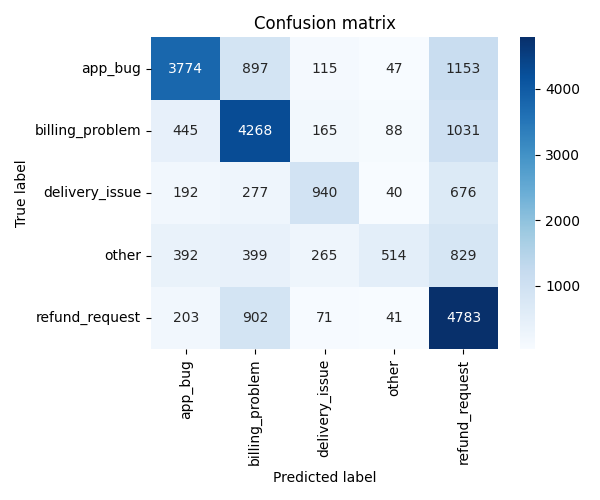 Confusion matrix
True label
app_bug 3774 897 115 47 1153
billing_problem 445 4268 165 88 1031
delivery_issue 192 277 940 40 676
other 392 399 265 514 829
refund_request 203 902 71 41 4783
app_bug billing_problem delivery_issue other refund_request
Predicted label
4000
3000
2000
1000